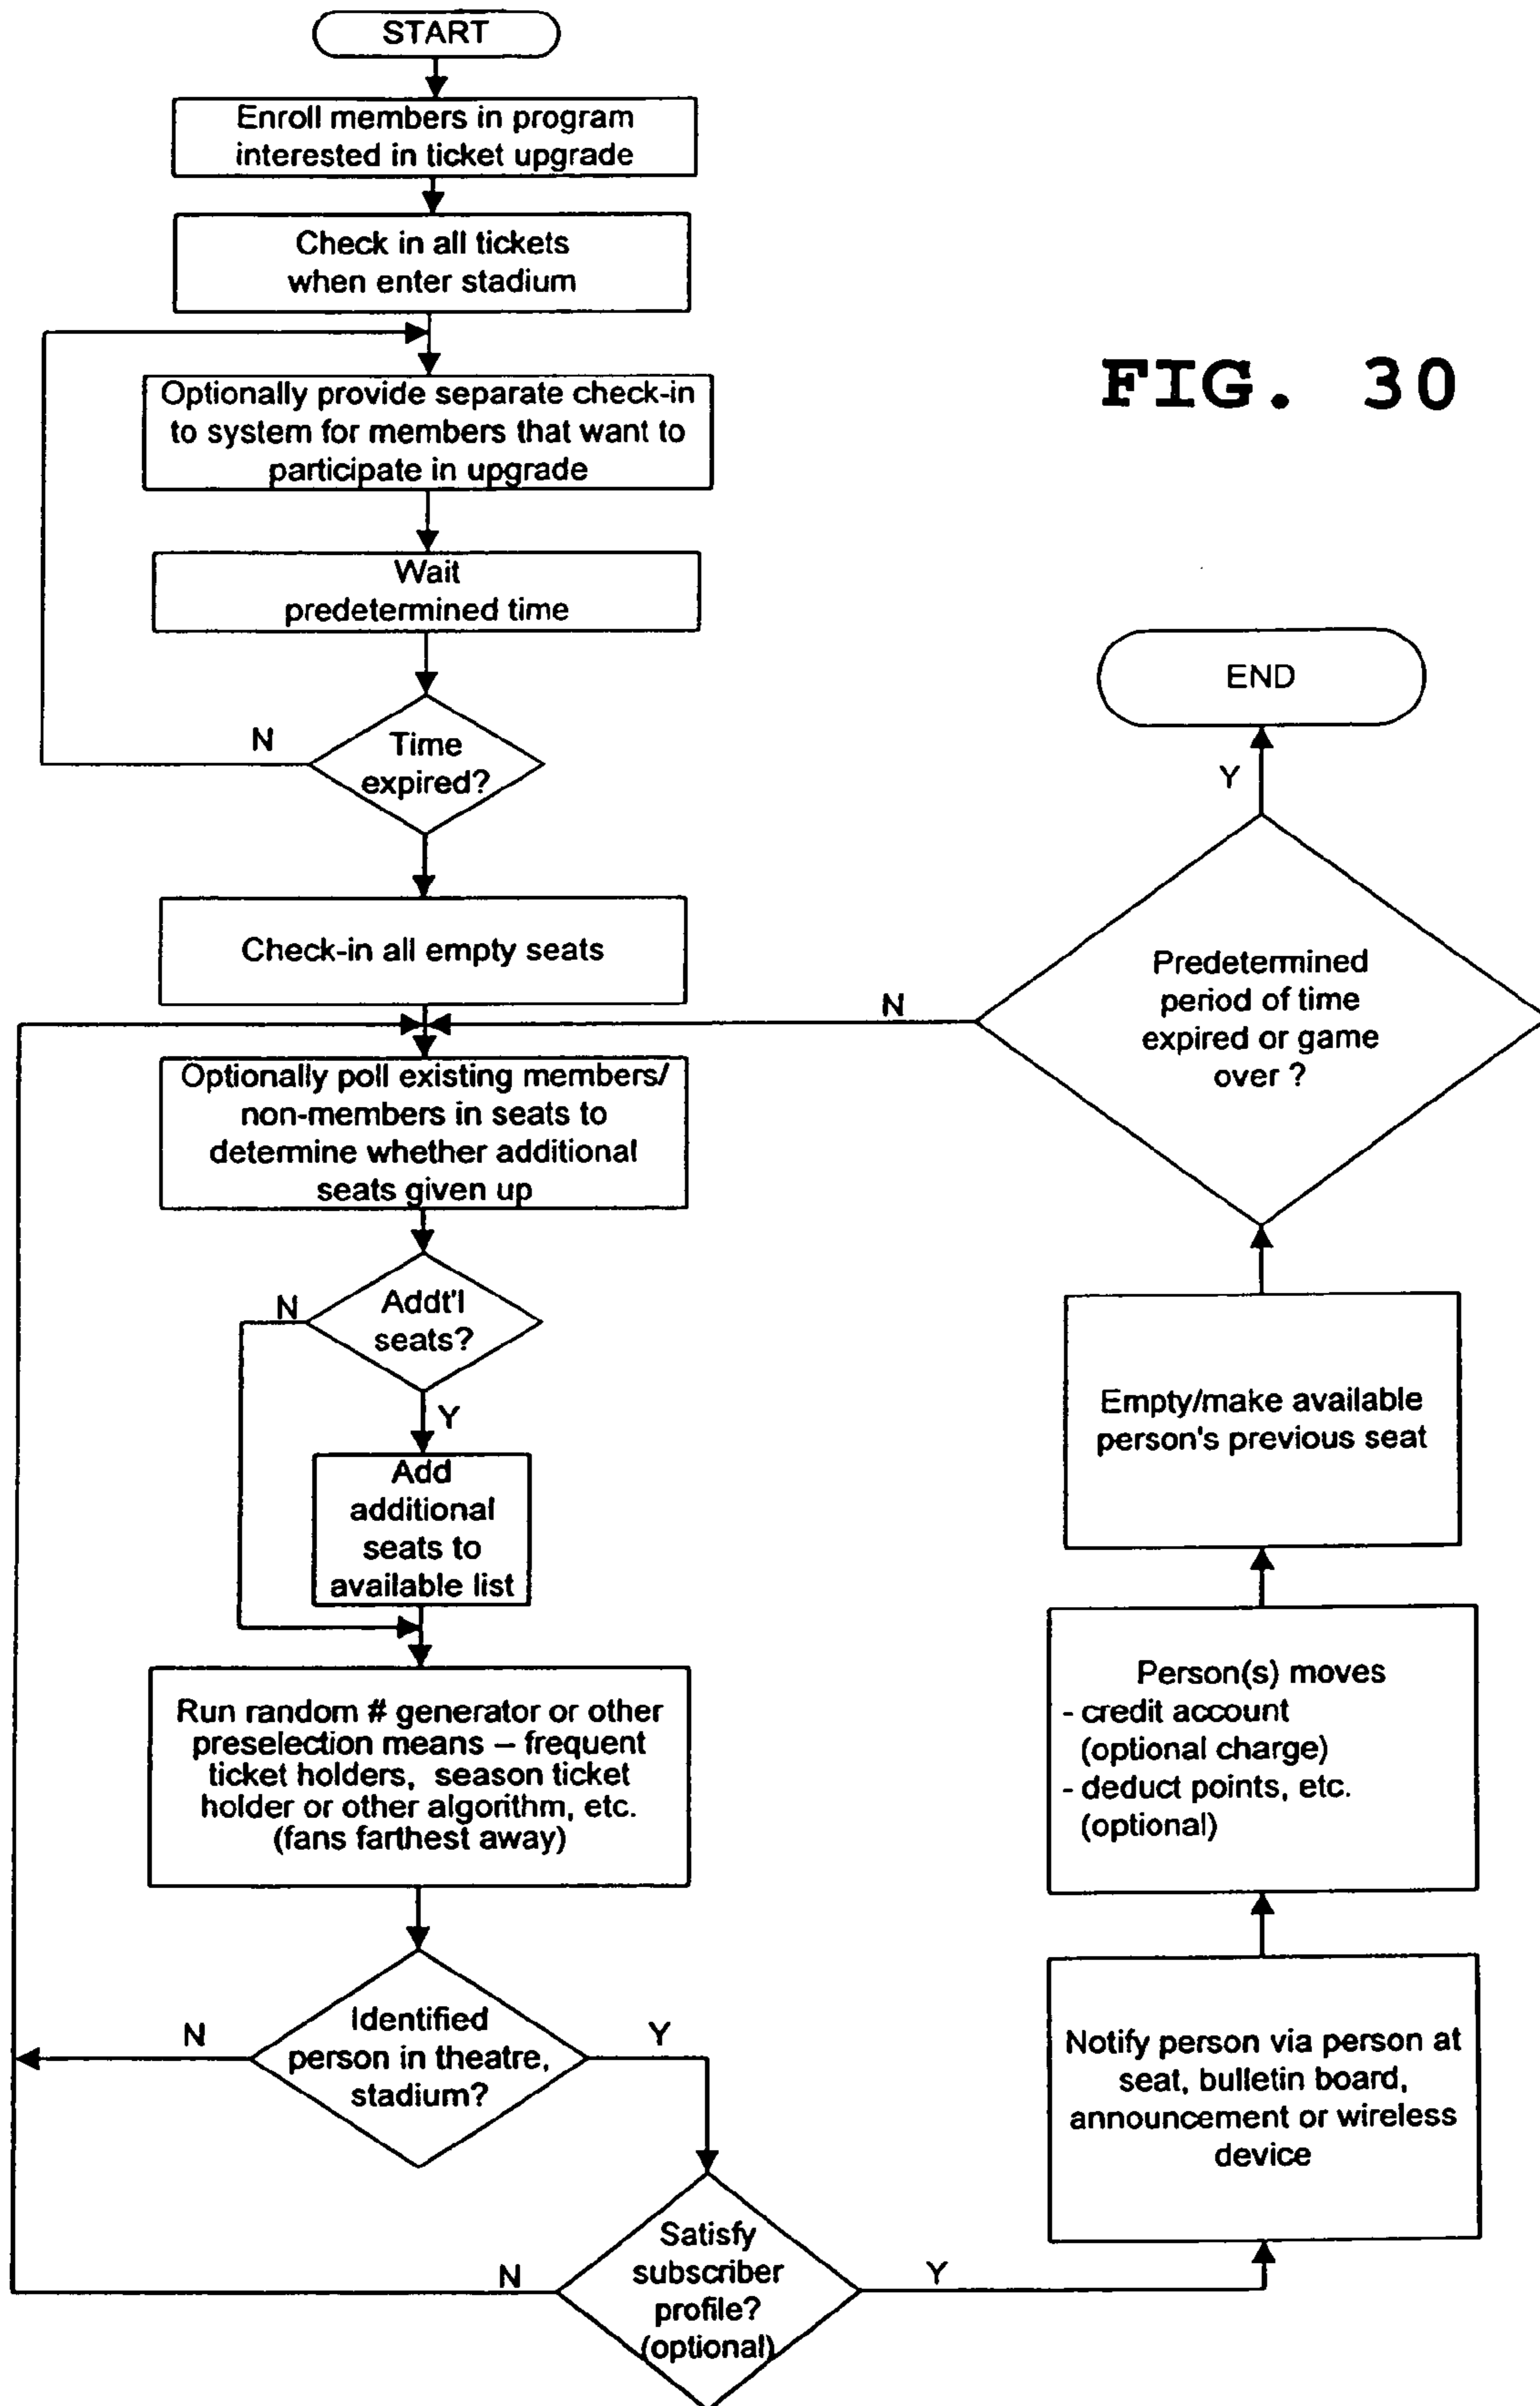 START
Enroll members in program
interested in ticket upgrade
Check in all tickets
when enter stadium
FIG. 30
Optionally provide separate check-in
to system for members that want to
participate in upgrade
Wait
predetermined time
N
Time
expired?
Check-in all empty seats
Optionally poll existing members/
non-members in seats to
determine whether additional
seats given up
N
Addt'l
seats?
Y
Add
additional
seats to
available list
Run random # generator or other
preselection means – frequent
ticket holders, season ticket
holder or other algorithm, etc.
(fans farthest away)
N
Identified
person in theatre,
stadium?
Y
N
Satisfy
subscriber
profile?
(optional)
Y
Notify person via person at
seat, bulletin board,
announcement or wireless
device
Person(s) moves
- credit account
(optional charge)
- deduct points, etc.
(optional)
Empty/make available
person's previous seat
Predetermined
period of time
expired or game
over ?
N
Y
END